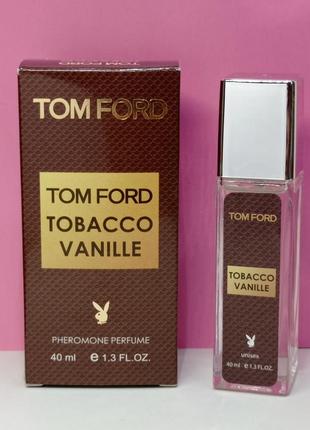 TOM FORD
TOM FORD
TOBACCO
VANILLE
PHEROMONE PERFUME
40 ml e 1.3 FL.OZ.
TOM FORD
TOBACCO
VANILLE
unisex
40 ml e 1.3 FL.OZ.